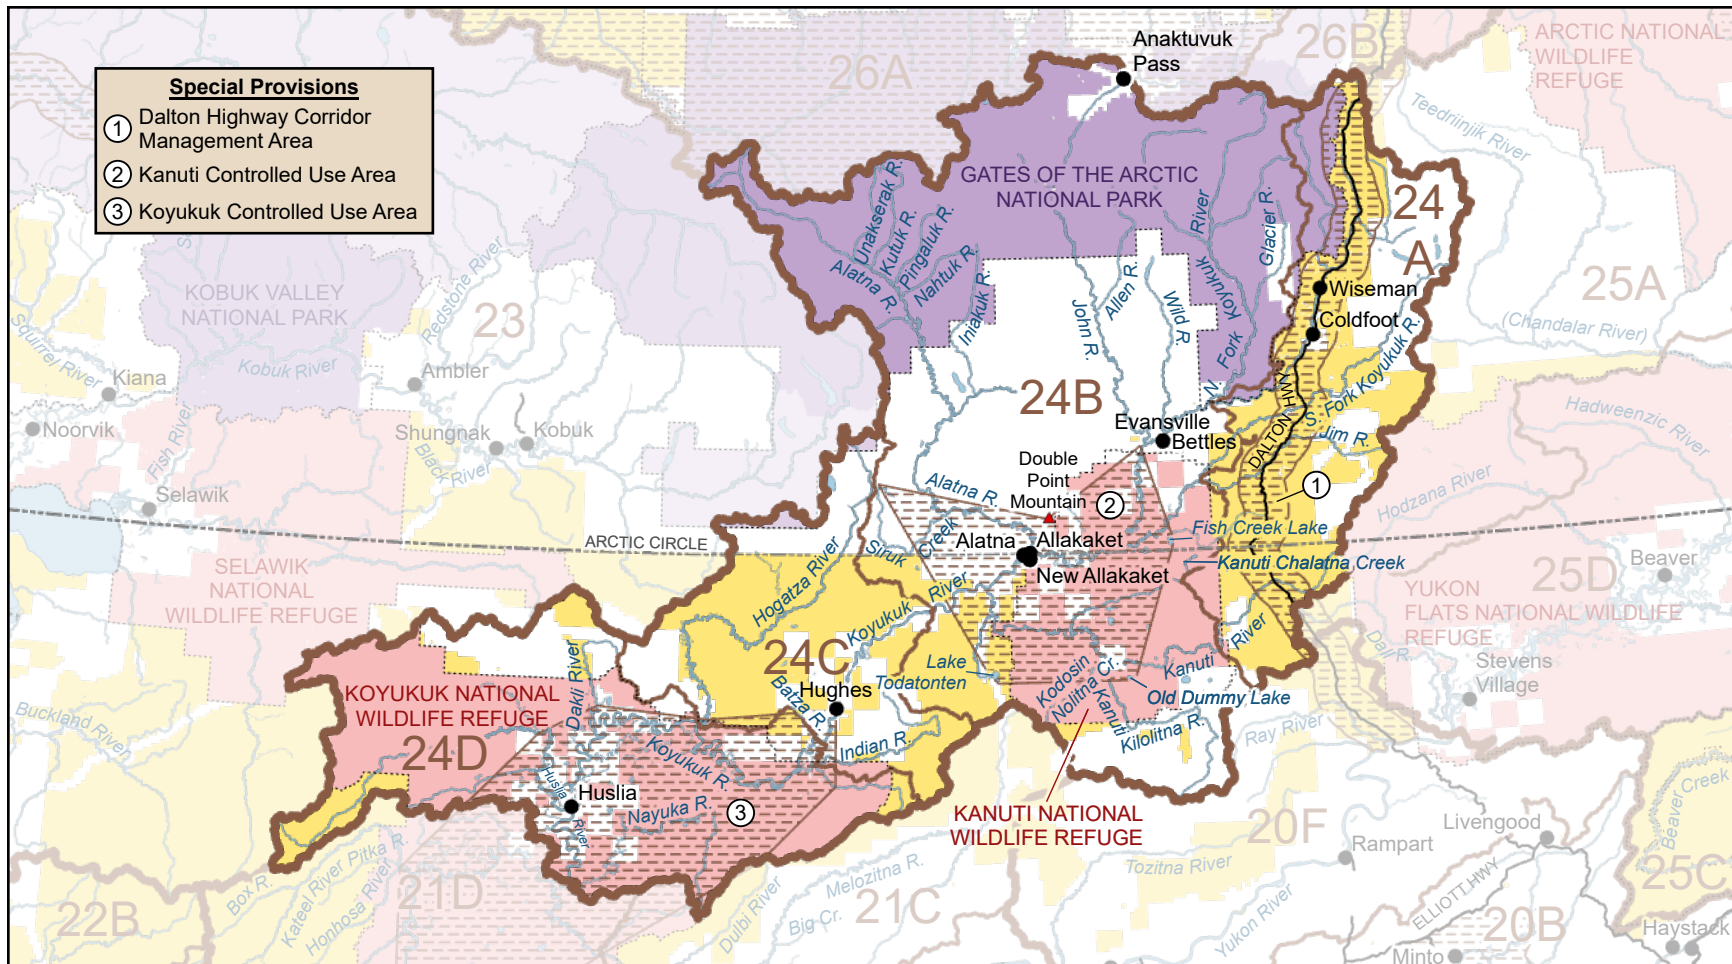 Special Provisions
1 Dalton Highway Corridor
Management Area
2 Kanuti Controlled Use Area
3 Koyukuk Controlled Use Area
26A
26B
Anaktuvuk
Pass
ARCTIC NATIONAL
WILDLIFE
REFUGE
Teedriinjik River
GATES OF THE ARCTIC
NATIONAL PARK
Unakserak R.
Kutuk R.
Pingaluk R.
Alatna R.
Nahtuk R.
Iniakuk R.
John R.
Allen R.
Wild R.
N. Fork Koyukuk River
Glacier R.
24
A
25A
(Chandalar River)
KOBUK VALLEY
NATIONAL PARK
Kobuk River
Redstone River
23
Squirrel River
Kiana
Ambler
Wiseman
Coldfoot
Noorvik
Fish River
Shungnak
Kobuk
Black River
Selawik
24B
Evansville
Bettles
DALTON HWY
S. Fork Koyukuk R.
Jim R.
Hadweenzic River
Hodzana River
Double
Point
Mountain
2
1
Alatna R.
Fish Creek Lake
ARCTIC CIRCLE
Siruk Creek
Alatna
Allakaket
New Allakaket
Kanuti Chalatna Creek
SELAWIK
NATIONAL
WILDLIFE REFUGE
Hogatza River
Koyukuk River
25D
Beaver
YUKON
FLATS NATIONAL WILDLIFE
REFUGE
Dall R.
Stevens
Village
24C
Lake
Todatonten
Kodosin
Nolitna Cr.
Kanuti
Kanuti
River
Old Dummy Lake
Kilolitna R.
Ray River
KOYUKUK NATIONAL
WILDLIFE REFUGE
24D
Dakli River
Batza R.
Hughes
Indian R.
Buckland River
Koyukuk R.
Huslia
Huslia
River
Nayuka R.
3
KANUTI NATIONAL
WILDLIFE REFUGE
20F
Livengood
Rampart
Beaver Creek
Tozitna River
25C
22B
Box R.
Kateel River
Pitka R.
Honhosa River
21D
Dulbi River
Melozitna R.
Big Cr.
21C
Yukon River
ELLIOTT HWY
20B
Minto
Haystack